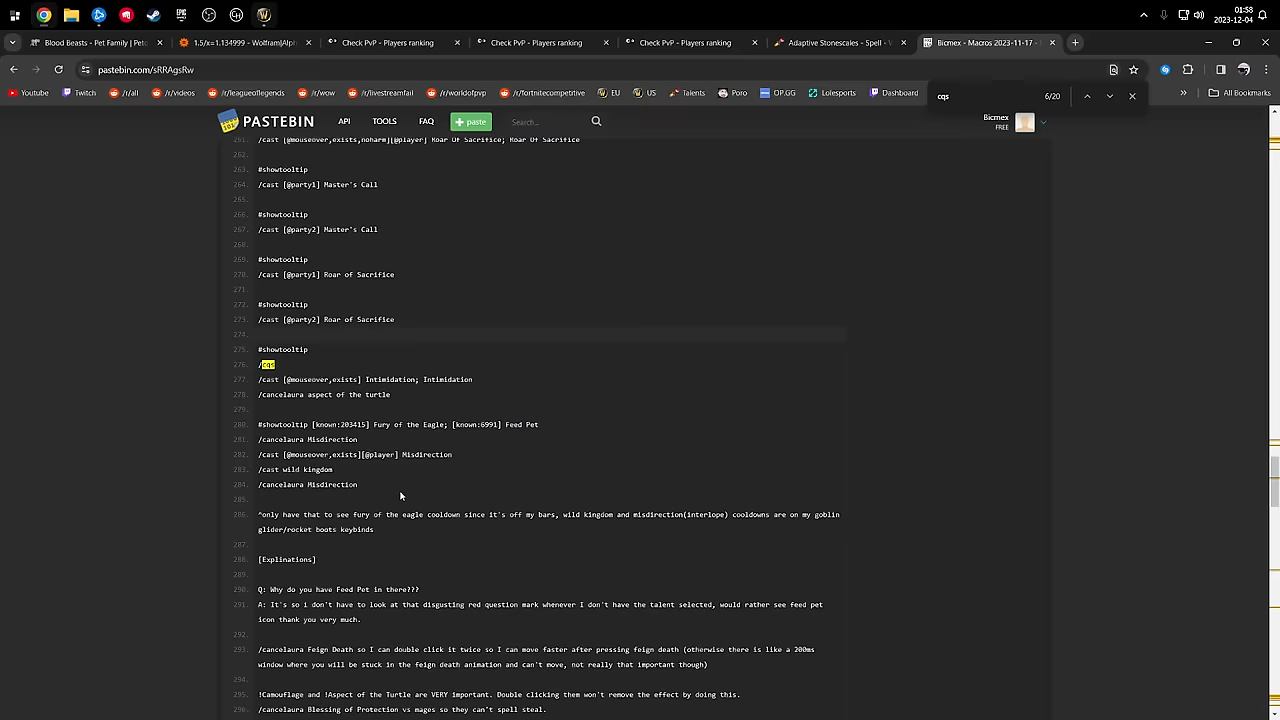 01:58
2023-12-04
Blood Beasts - Pet Family | Pet
1.5/x=1.134999 - Wolfram|Alp
Check PvP - Players ranking
Check PvP - Players ranking
Check PvP - Players ranking
Adaptive Stonescales - Spell - W
Bicmex - Macros 2023-11-17 -
pastebin.com/sRRAgsRw
Youtube
Twitch
/r/all
/r/videos
/r/leagueoflegends
/r/wow
/r/livestreamfail
/r/worldofpvp
/r/fortnitecompetitive
EU
US
Talents
Poro
OP.GG
Lolesports
Dashboard
All Bookmarks
cqs
6/20
PASTEBIN
API
TOOLS
FAQ
+ paste
Search...
Bicmex
FREE
261. /cast [@mouseover,exists,noharm][@player] Roar Of Sacrifice; Roar Of Sacrifice
262.
263. #showtooltip
264. /cast [@party1] Master's Call
265.
266. #showtooltip
267. /cast [@party2] Master's Call
268.
269. #showtooltip
270. /cast [@party1] Roar of Sacrifice
271.
272. #showtooltip
273. /cast [@party2] Roar of Sacrifice
274.
275. #showtooltip
276. /cqs
277. /cast [@mouseover,exists] Intimidation; Intimidation
278. /cancelaura aspect of the turtle
279.
280. #showtooltip [known:203415] Fury of the Eagle; [known:6991] Feed Pet
281. /cancelaura Misdirection
282. /cast [@mouseover,exists][@player] Misdirection
283. /cast wild kingdom
284. /cancelaura Misdirection
285.
286. ^only have that to see fury of the eagle cooldown since it's off my bars, wild kingdom and misdirection(interlope) cooldowns are on my goblin
glider/rocket boots keybinds
287.
288. [Explinations]
289.
290. Q: Why do you have Feed Pet in there???
291. A: It's so i don't have to look at that disgusting red question mark whenever I don't have the talent selected, would rather see feed pet
icon thank you very much.
292.
293. /cancelaura Feign Death so I can double click it twice so I can move faster after pressing feign death (otherwise there is like a 200ms
window where you will be stuck in the feign death animation and can't move, not really that important though)
294.
295. !Camouflage and !Aspect of the Turtle are VERY important. Double clicking them won't remove the effect by doing this.
296. /cancelaura Blessing of Protection vs mages so they can't spell steal.